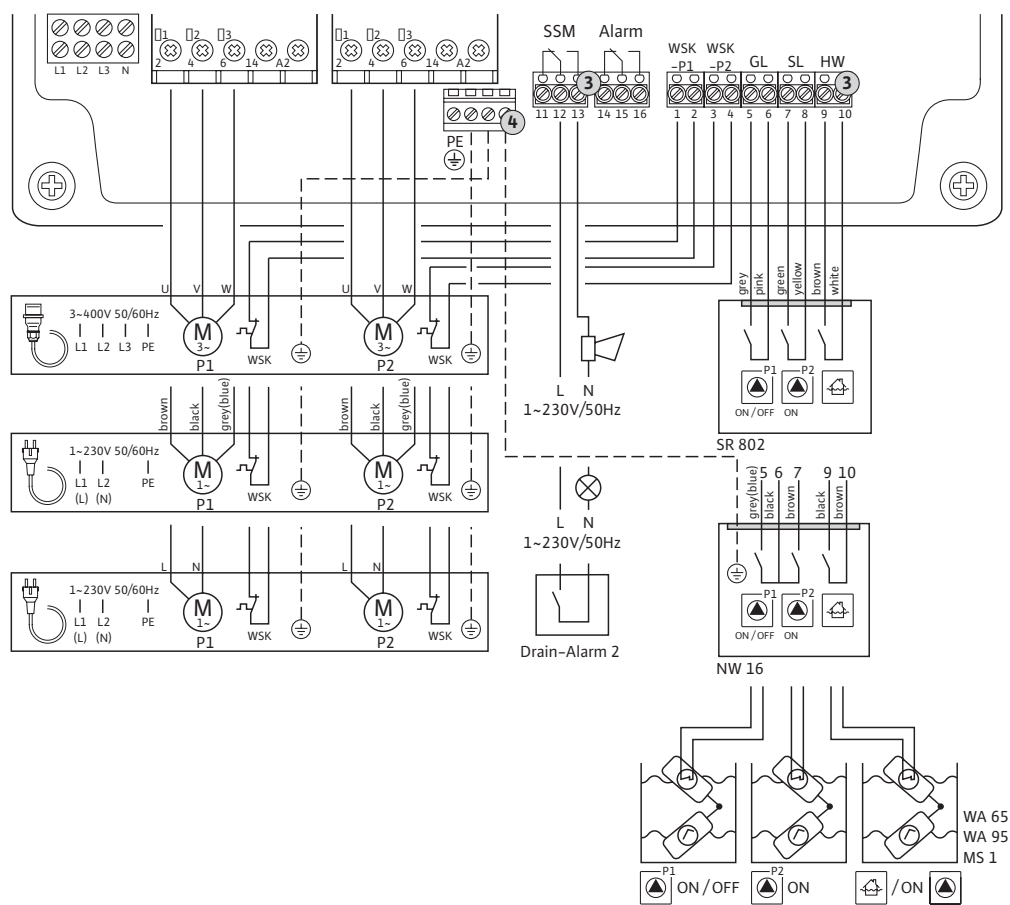 SSM Alarm
WSK WSK
-P1 -P2 GL SL HW
1 2 3 1 2 3
L1 L2 L3 N 2 4 6 14 A2 2 4 6 14 A2
3 3
4
11 12 13 14 15 16 1 2 3 4 5 6 7 8 9 10
PE
grey pink green yellow brown white
U V W U V W
3~400V 50/60Hz
L1 L2 L3 PE
M 3~ WSK M 3~ WSK
P1 P2
L N
1~230V/50Hz
P1 P2
ON/OFF ON
SR 802
brown black grey(blue) brown black grey(blue)
1~230V 50/60Hz
L1 L2 PE
(L) (N)
M 1~ WSK M 1~ WSK
P1 P2
5 6 7 9 10
grey(blue) black brown black brown
L N
1~230V/50Hz
L N L N
1~230V 50/60Hz
L1 L2 PE
(L) (N)
M 1~ WSK M 1~ WSK
P1 P2
Drain-Alarm 2
P1 P2
ON/OFF ON
NW 16
WA 65
WA 95
MS 1
P1 ON/OFF P2 ON /ON